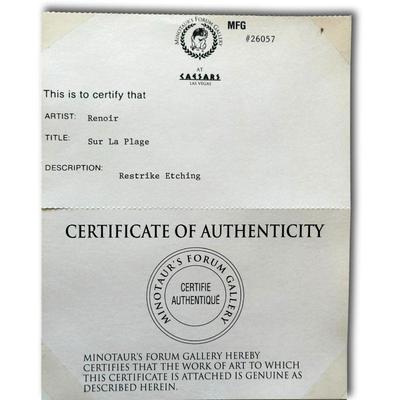 MINOTAUR'S FORUM GALLERY
AT
CAESARS
LAS VEGAS
MFG
#26057
This is to certify that
ARTIST: Renoir
TITLE: Sur La Plage
DESCRIPTION: Restrike Etching
CERTIFICATE OF AUTHENTICITY
MINOTAUR'S FORUM GALLERY
CERTIFIE
AUTHENTIQUÉ
MINOTAUR'S FORUM GALLERY HEREBY
CERTIFIES THAT THE WORK OF ART TO WHICH
THIS CERTIFICATE IS ATTACHED IS GENUINE AS
DESCRIBED HEREIN.